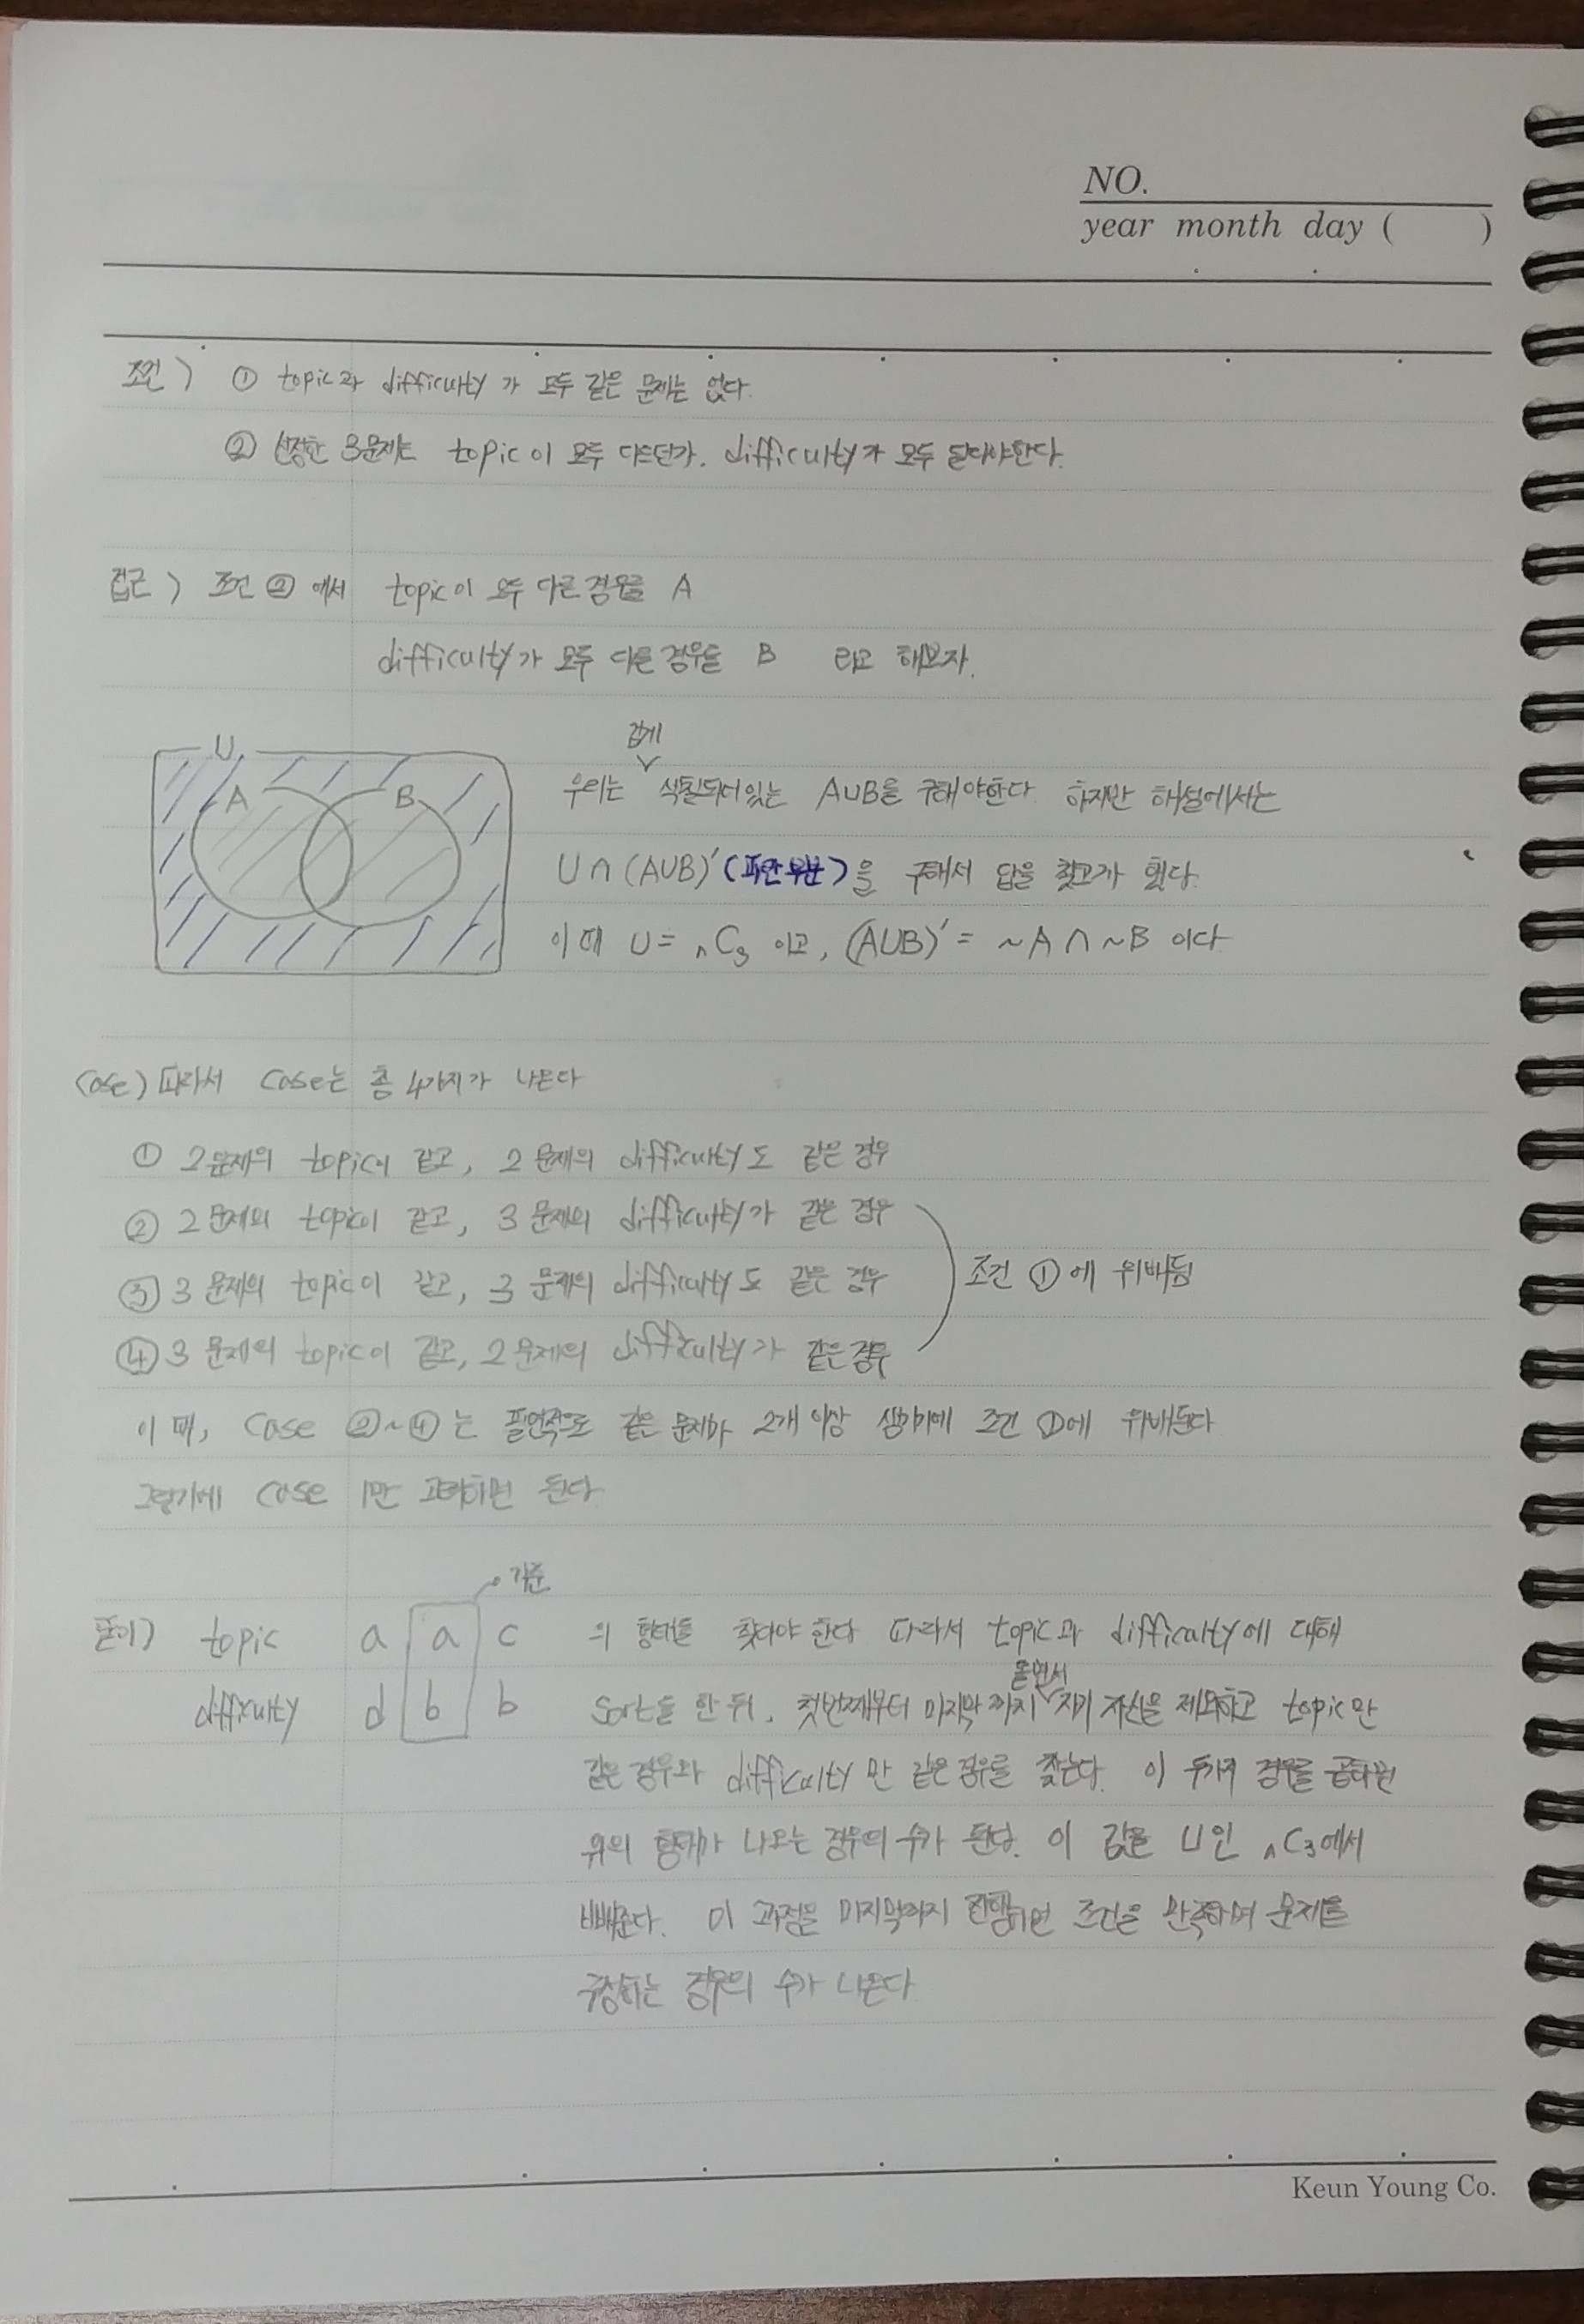 NO.
year month day ( )
조건) ① topic과 difficulty가 모두 같은 문제는 없다.
② 선정한 3문제는 topic이 모두 다르던가, difficulty가 모두 달라야한다.
접근) 조건 ②에서 topic이 모두 다른 경우를 A
difficulty가 모두 다른 경우를 B 라고 해보자.
U
A B
우리는 검게 색칠되어있는 A∪B를 구해야한다. 하지만 해설에서는
U∩(A∪B)'(파란부분)을 구해서 답을 찾고자 했다.
이때 U = nC3 이고, (A∪B)' = ~A ∩ ~B 이다
Case) 따라서 Case는 총 4가지가 나온다
① 2문제의 topic이 같고, 2문제의 difficulty도 같은 경우
② 2문제의 topic이 같고, 3문제의 difficulty가 같은 경우
③ 3문제의 topic이 같고, 3문제의 difficulty도 같은 경우
조건 ①에 위배됨
④ 3문제의 topic이 같고, 2문제의 difficulty가 같은경우
이 때, Case ②~④는 필연적으로 같은 문제가 2개 이상 생기기에 조건 ①에 위배된다
그렇기에 Case 1만 고려하면 된다
기준
풀이) topic a a c 의 형태를 찾아야 한다 따라서 topic과 difficulty에 대해
difficulty d b b Sort를 한 뒤, 첫번째부터 마지막까지 돌면서 자기 자신을 제외하고 topic만
같은 경우와 difficulty만 같은 경우를 찾는다. 이 두가지 경우를 곱하면
위의 형태가 나오는 경우의 수가 된다. 이 값을 U인 nC3에서
빼준다. 이 과정을 마지막까지 진행하면 조건을 만족하며 문제를
구성하는 경우의 수가 나온다
Keun Young Co.